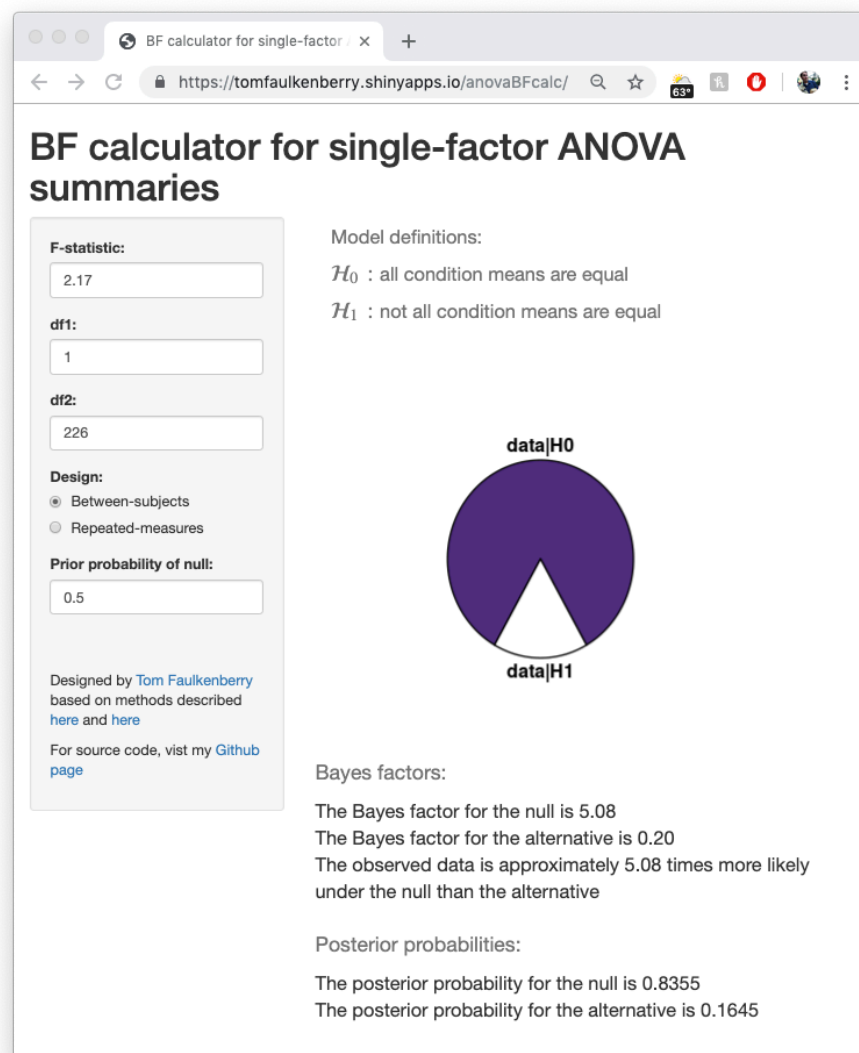 BF calculator for single-factor A
https://tomfaulkenberry.shinyapps.io/anovaBFcalc/
63°
BF calculator for single-factor ANOVA
summaries
F-statistic:
2.17
df1:
1
df2:
226
Design:
Between-subjects
Repeated-measures
Prior probability of null:
0.5
Designed by Tom Faulkenberry
based on methods described
here and here
For source code, vist my Github
page
Model definitions:
H0 : all condition means are equal
H1 : not all condition means are equal
data|H0
data|H1
Bayes factors:
The Bayes factor for the null is 5.08
The Bayes factor for the alternative is 0.20
The observed data is approximately 5.08 times more likely
under the null than the alternative
Posterior probabilities:
The posterior probability for the null is 0.8355
The posterior probability for the alternative is 0.1645